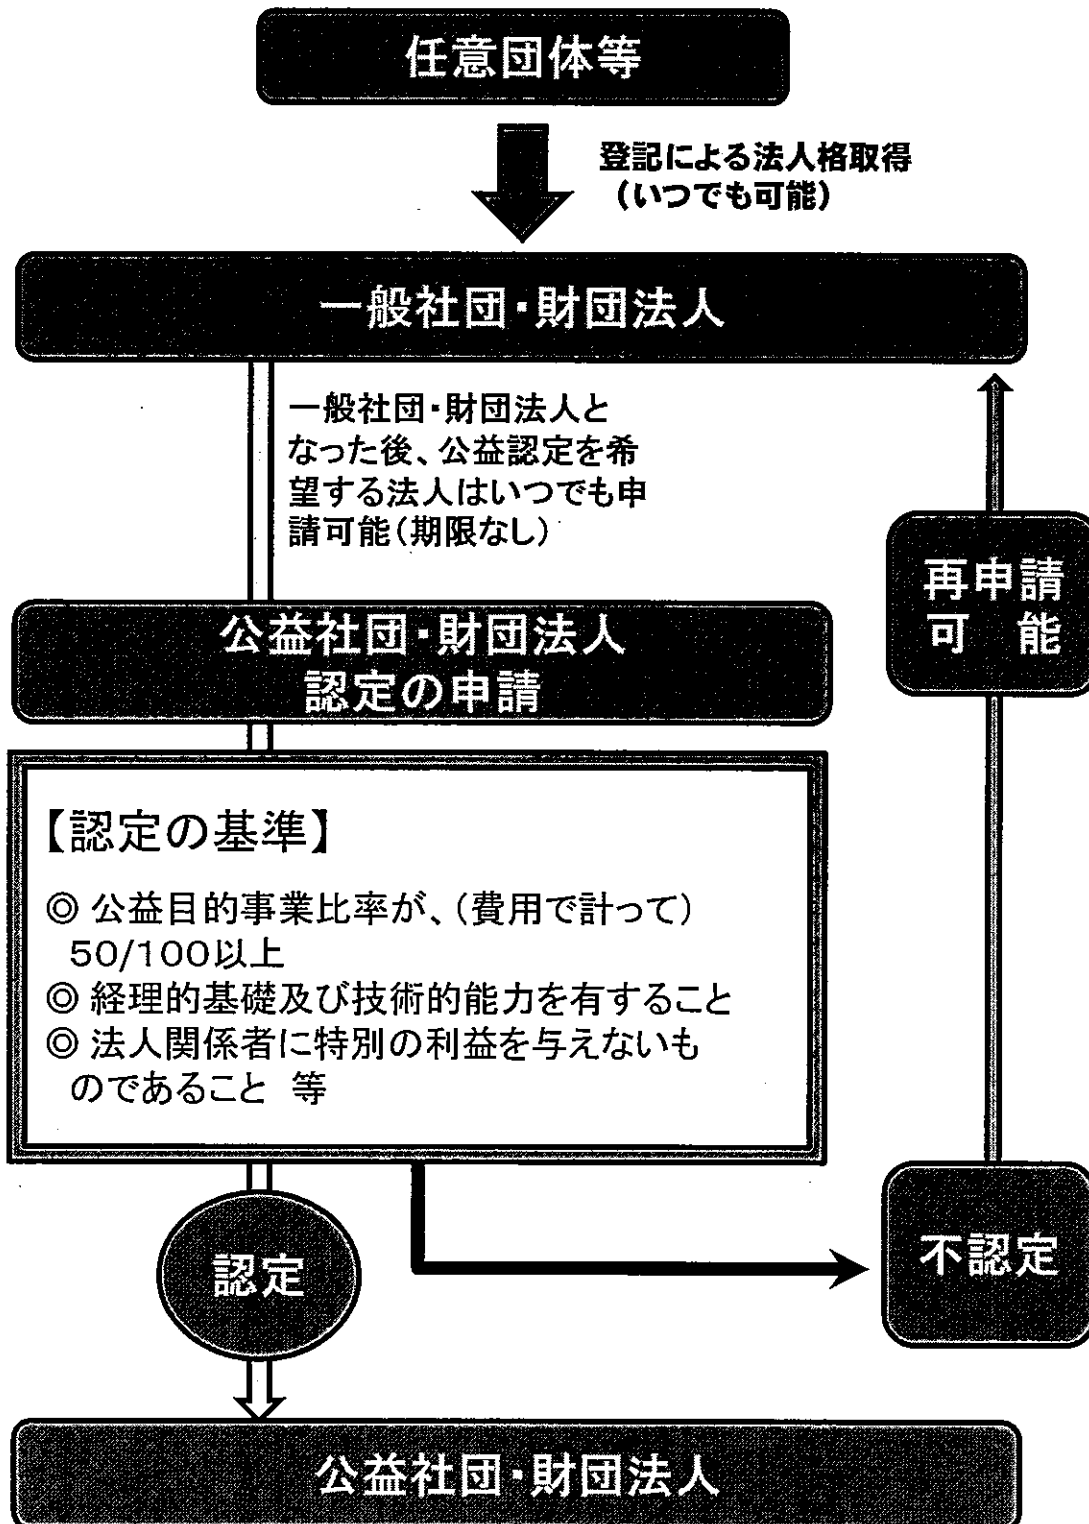 任意団体等
登記による法人格取得
(いつでも可能)
一般社団・財団法人
一般社団・財団法人と
なった後、公益認定を希
望する法人はいつでも申
請可能(期限なし)
再申請
可 能
公益社団・財団法人
認定の申請
【認定の基準】
◎ 公益目的事業比率が、(費用で計って)
50/100以上
◎ 経理的基礎及び技術的能力を有すること
◎ 法人関係者に特別の利益を与えないも
のであること 等
認定
不認定
公益社団・財団法人